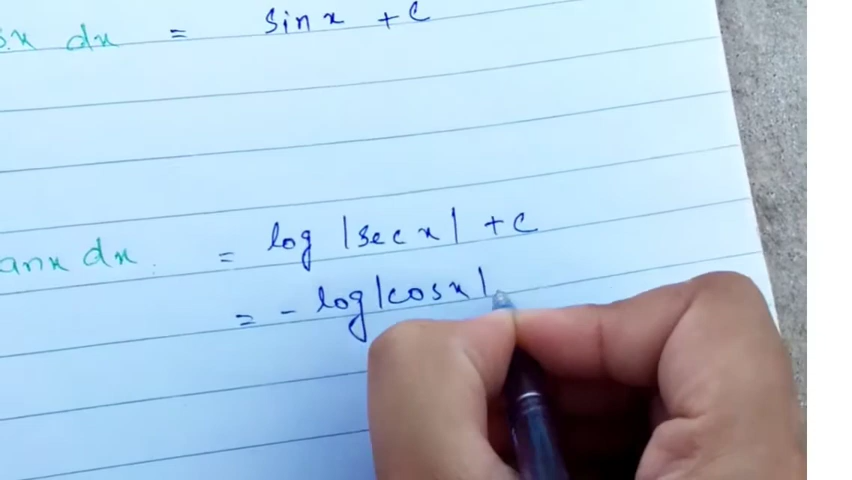 dx = sin x + c
dx = log |sec x| + c
= - log |cos x|